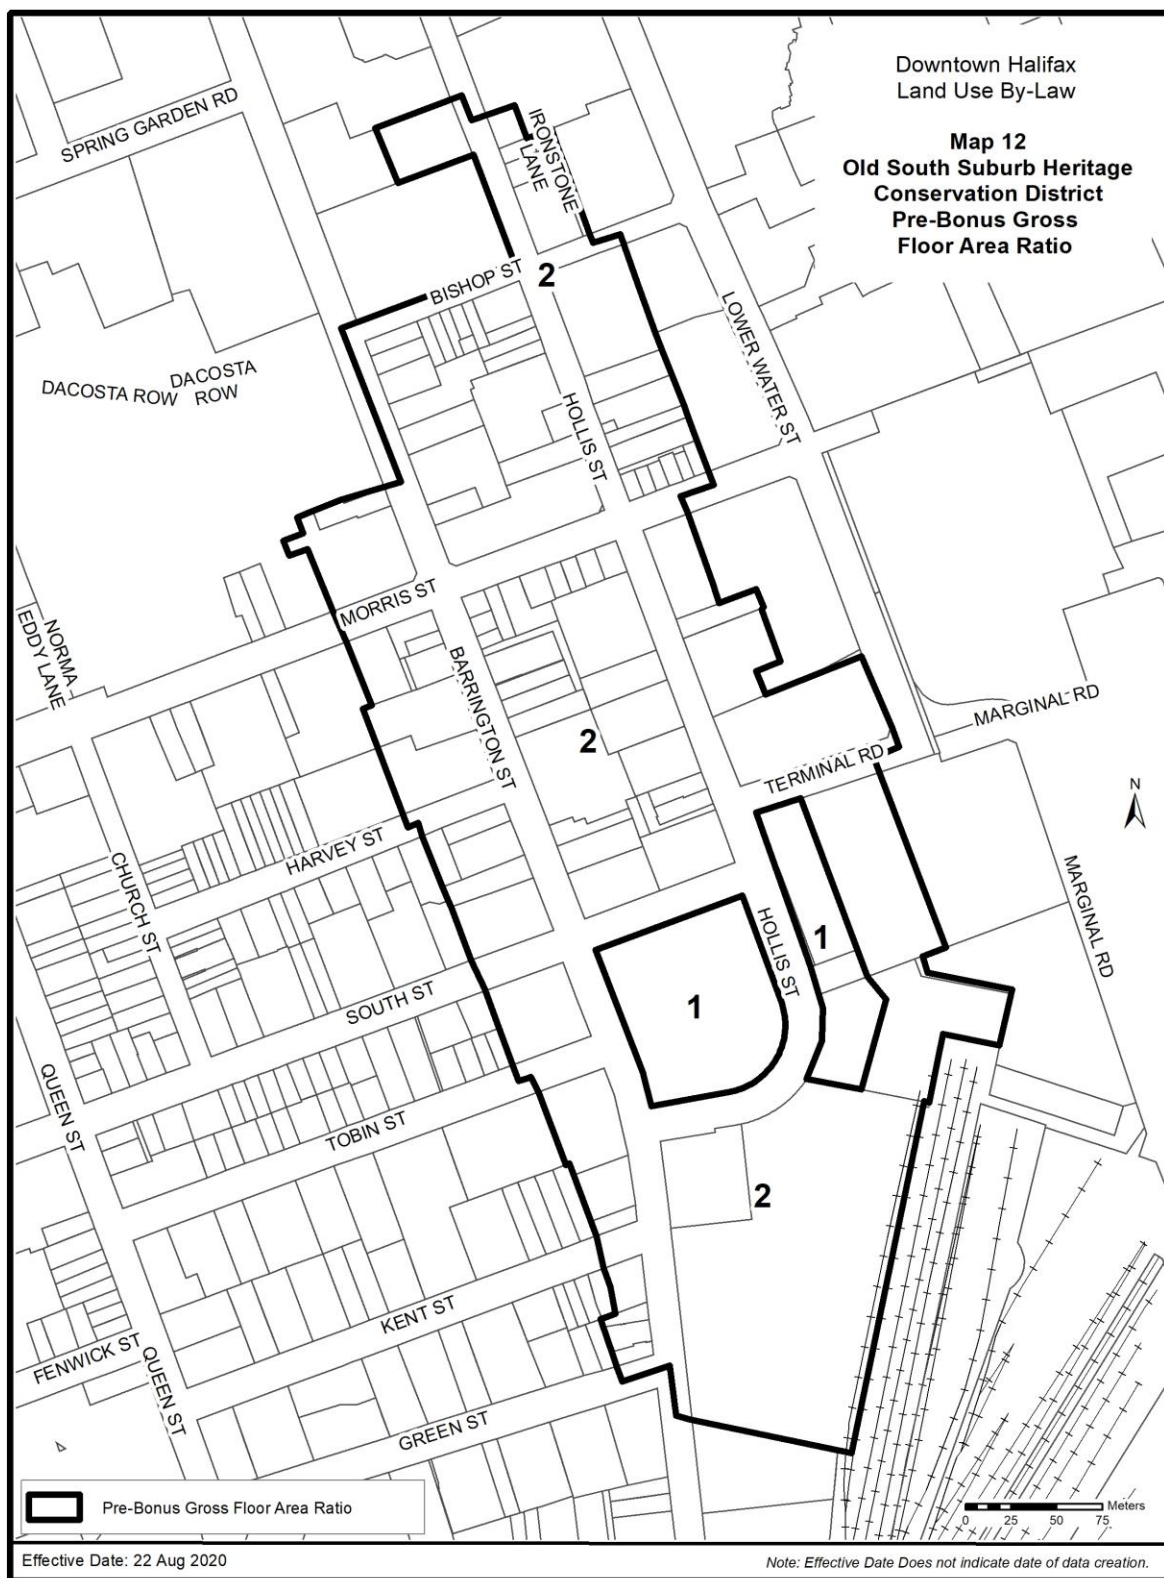 Downtown Halifax
Land Use By-Law
Map 12
Old South Suburb Heritage
Conservation District
Pre-Bonus Gross
Floor Area Ratio
SPRING GARDEN RD
IRONSTONE
LANE
BISHOP ST
2
LOWER WATER ST
DACOSTA ROW
DACOSTA
ROW
HOLLIS ST
MORRIS ST
NORMA
EDDY LANE
BARRINGTON ST
MARGINAL RD
2
TERMINAL RD
N
HARVEY ST
CHURCH ST
MARGINAL RD
HOLLIS ST
1
1
SOUTH ST
QUEEN ST
TOBIN ST
2
KENT ST
FENWICK ST
QUEEN ST
GREEN ST
Pre-Bonus Gross Floor Area Ratio
Meters
0 25 50 75
Effective Date: 22 Aug 2020
Note: Effective Date Does not indicate date of data creation.